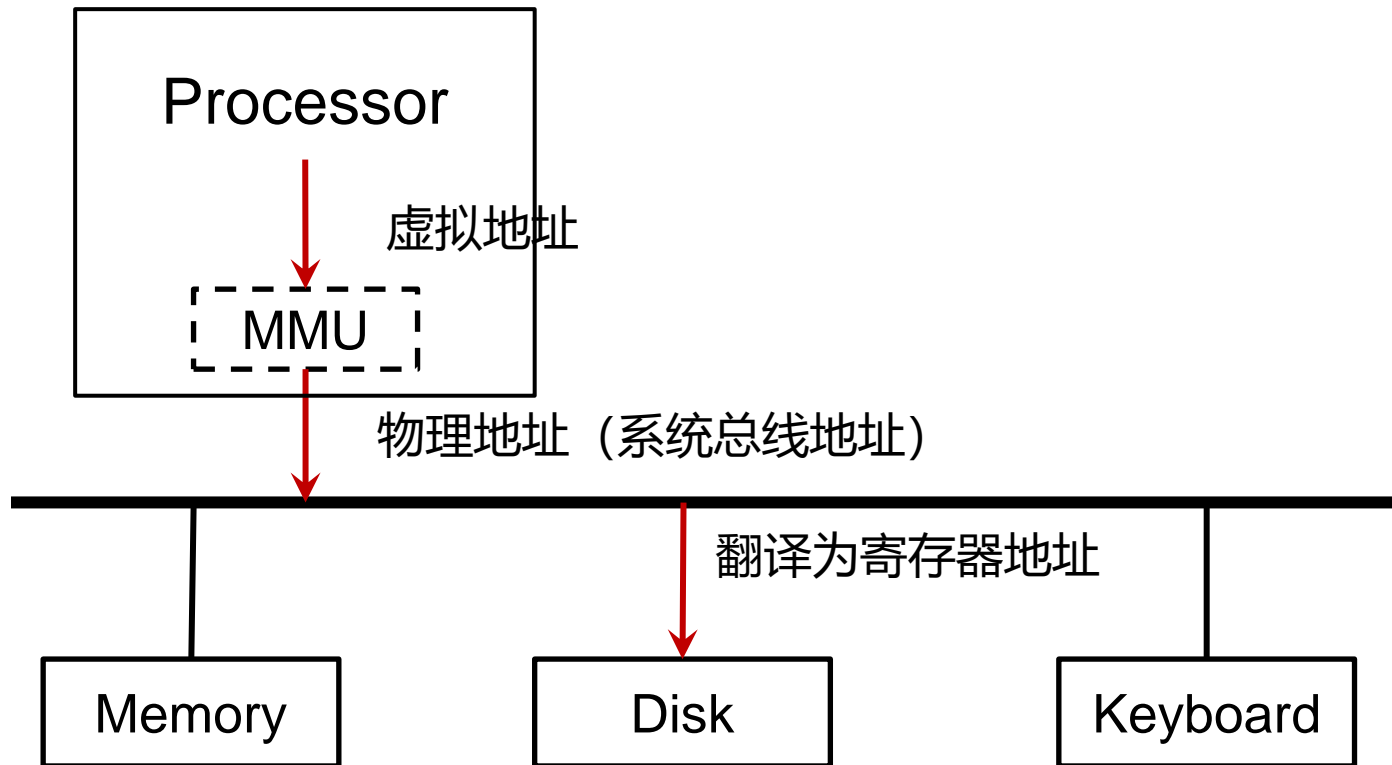 Processor
虚拟地址
MMU
物理地址（系统总线地址）
翻译为寄存器地址
Memory
Disk
Keyboard